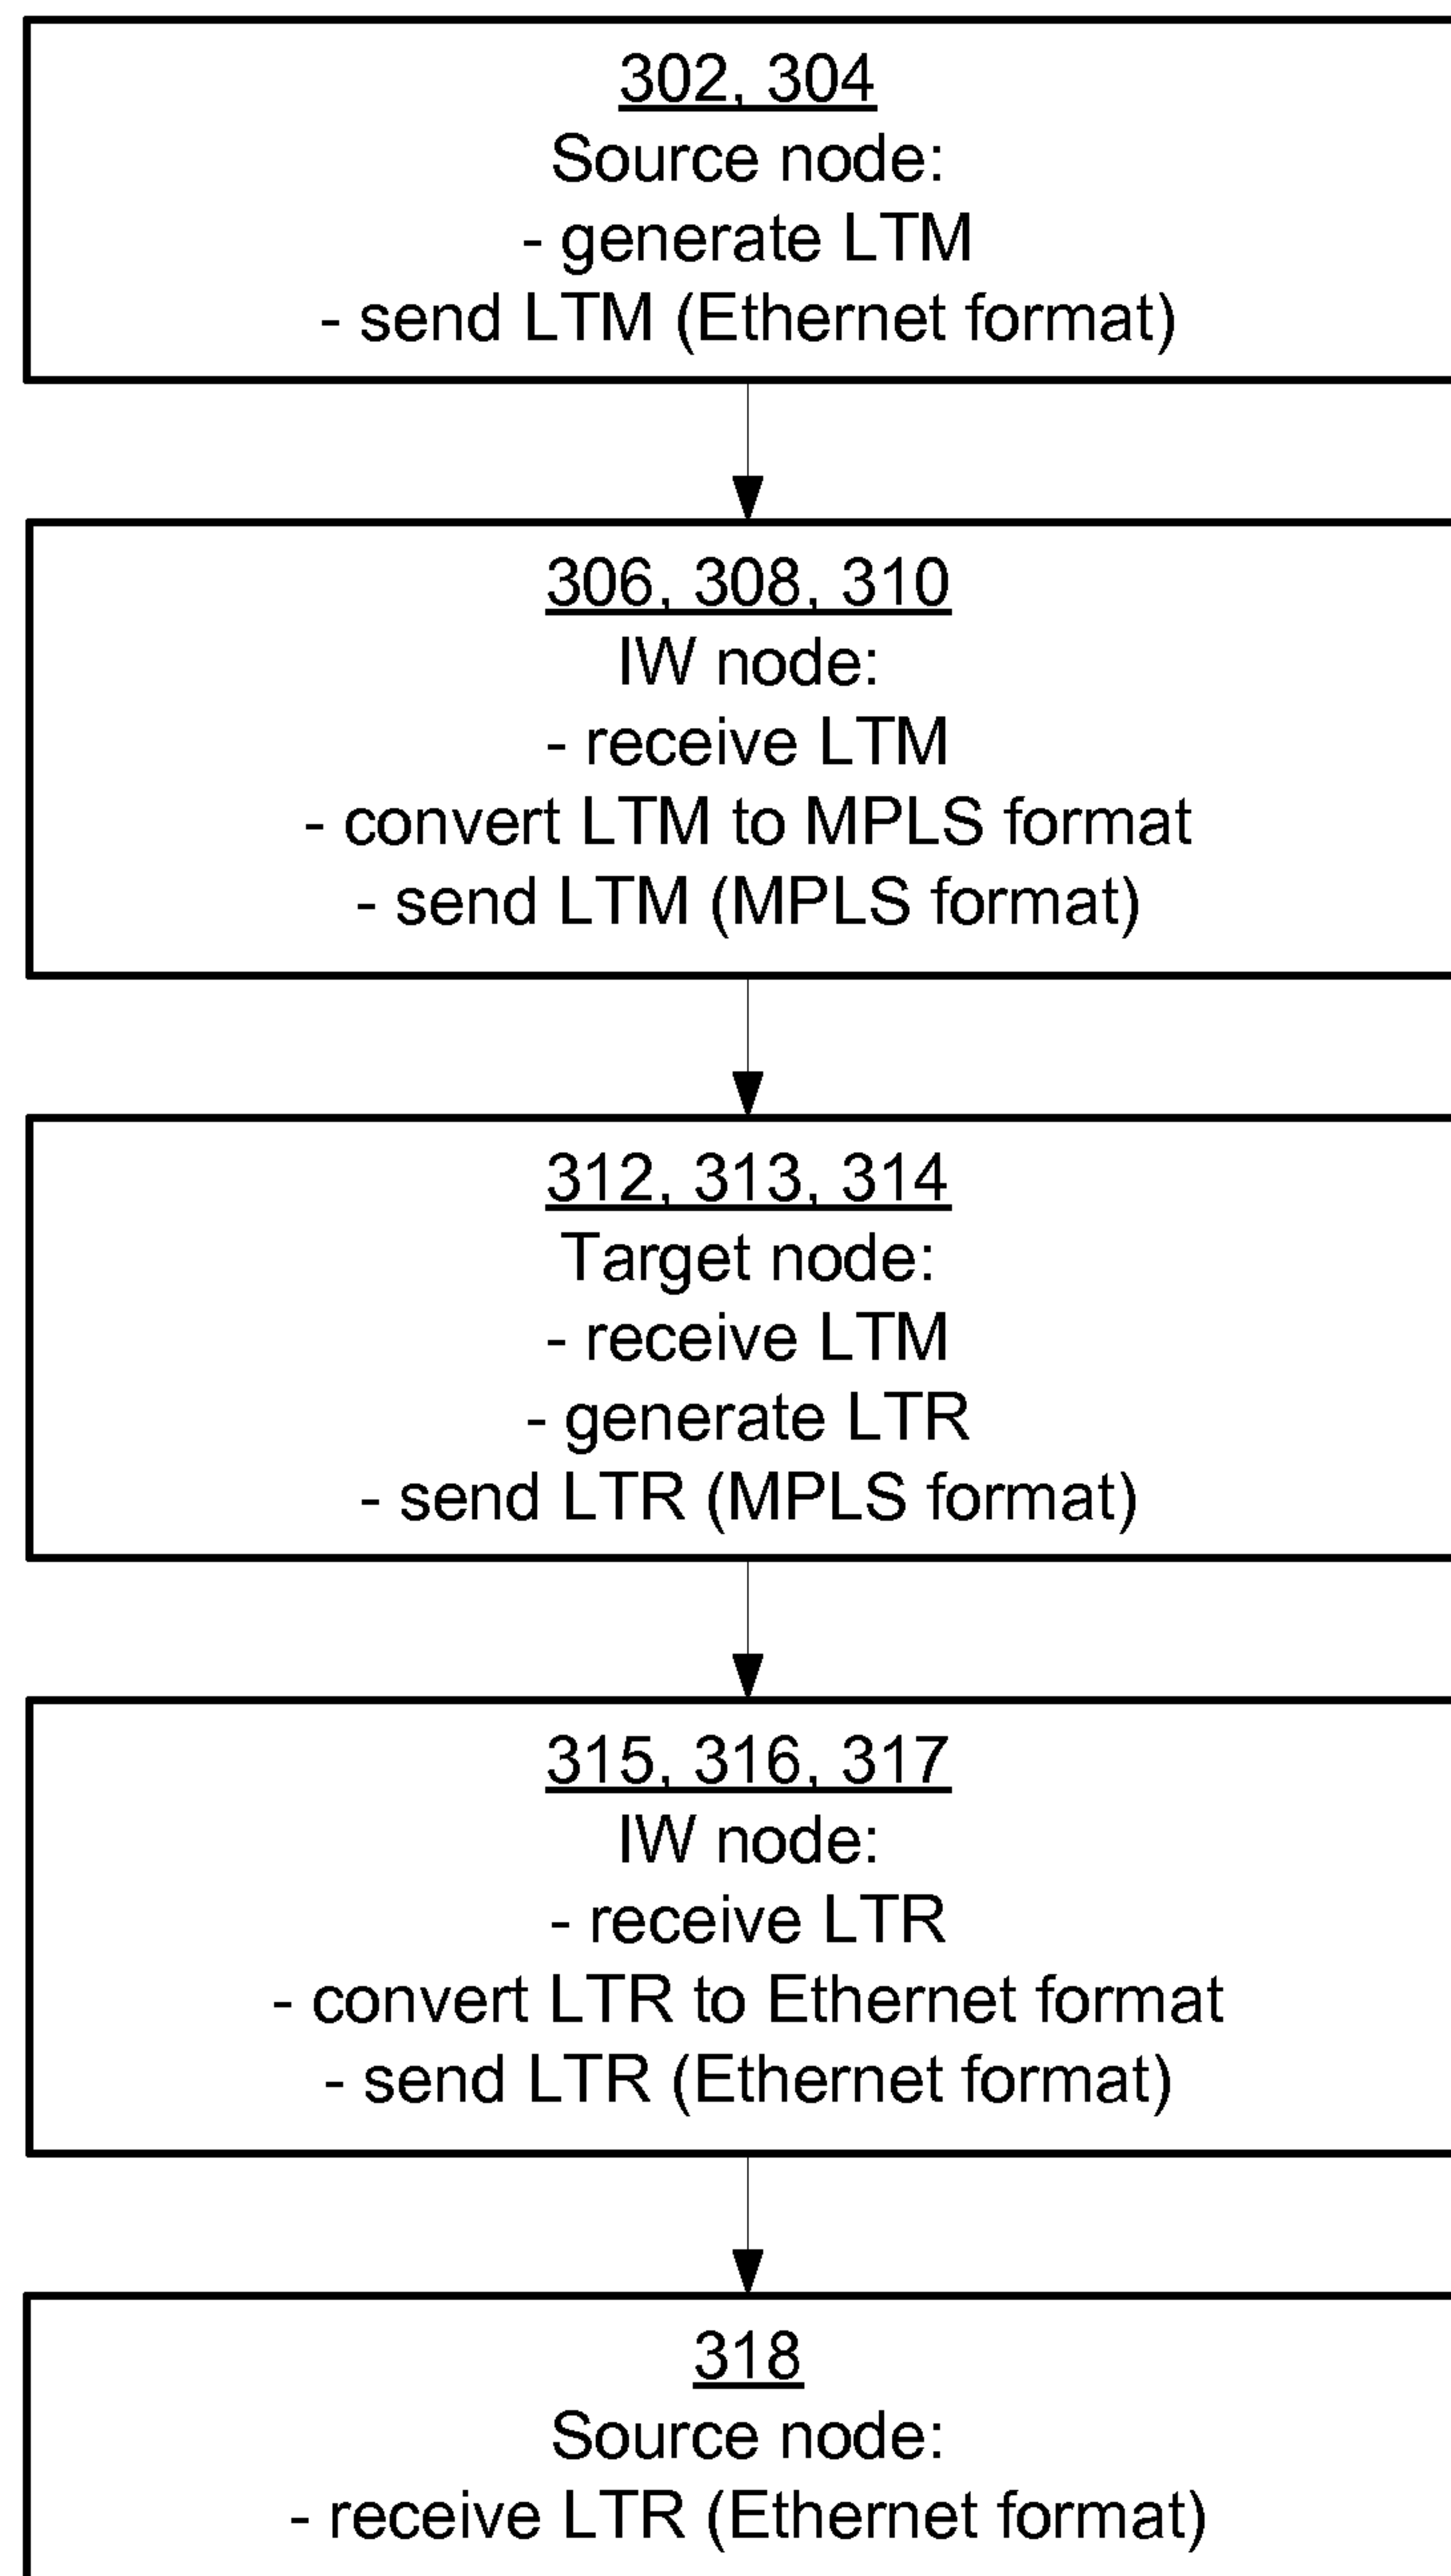 302, 304
Source node:
- generate LTM
- send LTM (Ethernet format)
306, 308, 310
IW node:
- receive LTM
- convert LTM to MPLS format
- send LTM (MPLS format)
312, 313, 314
Target node:
- receive LTM
- generate LTR
- send LTR (MPLS format)
315, 316, 317
IW node:
- receive LTR
- convert LTR to Ethernet format
- send LTR (Ethernet format)
318
Source node:
- receive LTR (Ethernet format)